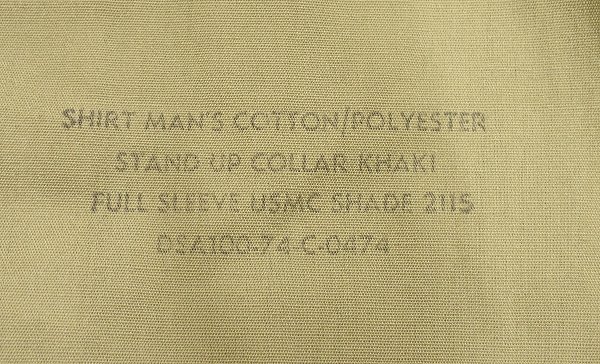 SHIRT MAN'S COTTON/POLYESTER
STAND UP COLLAR KHAKI
FULL SLEEVE USMC SHADE 2115
DSA100-74 C-0474